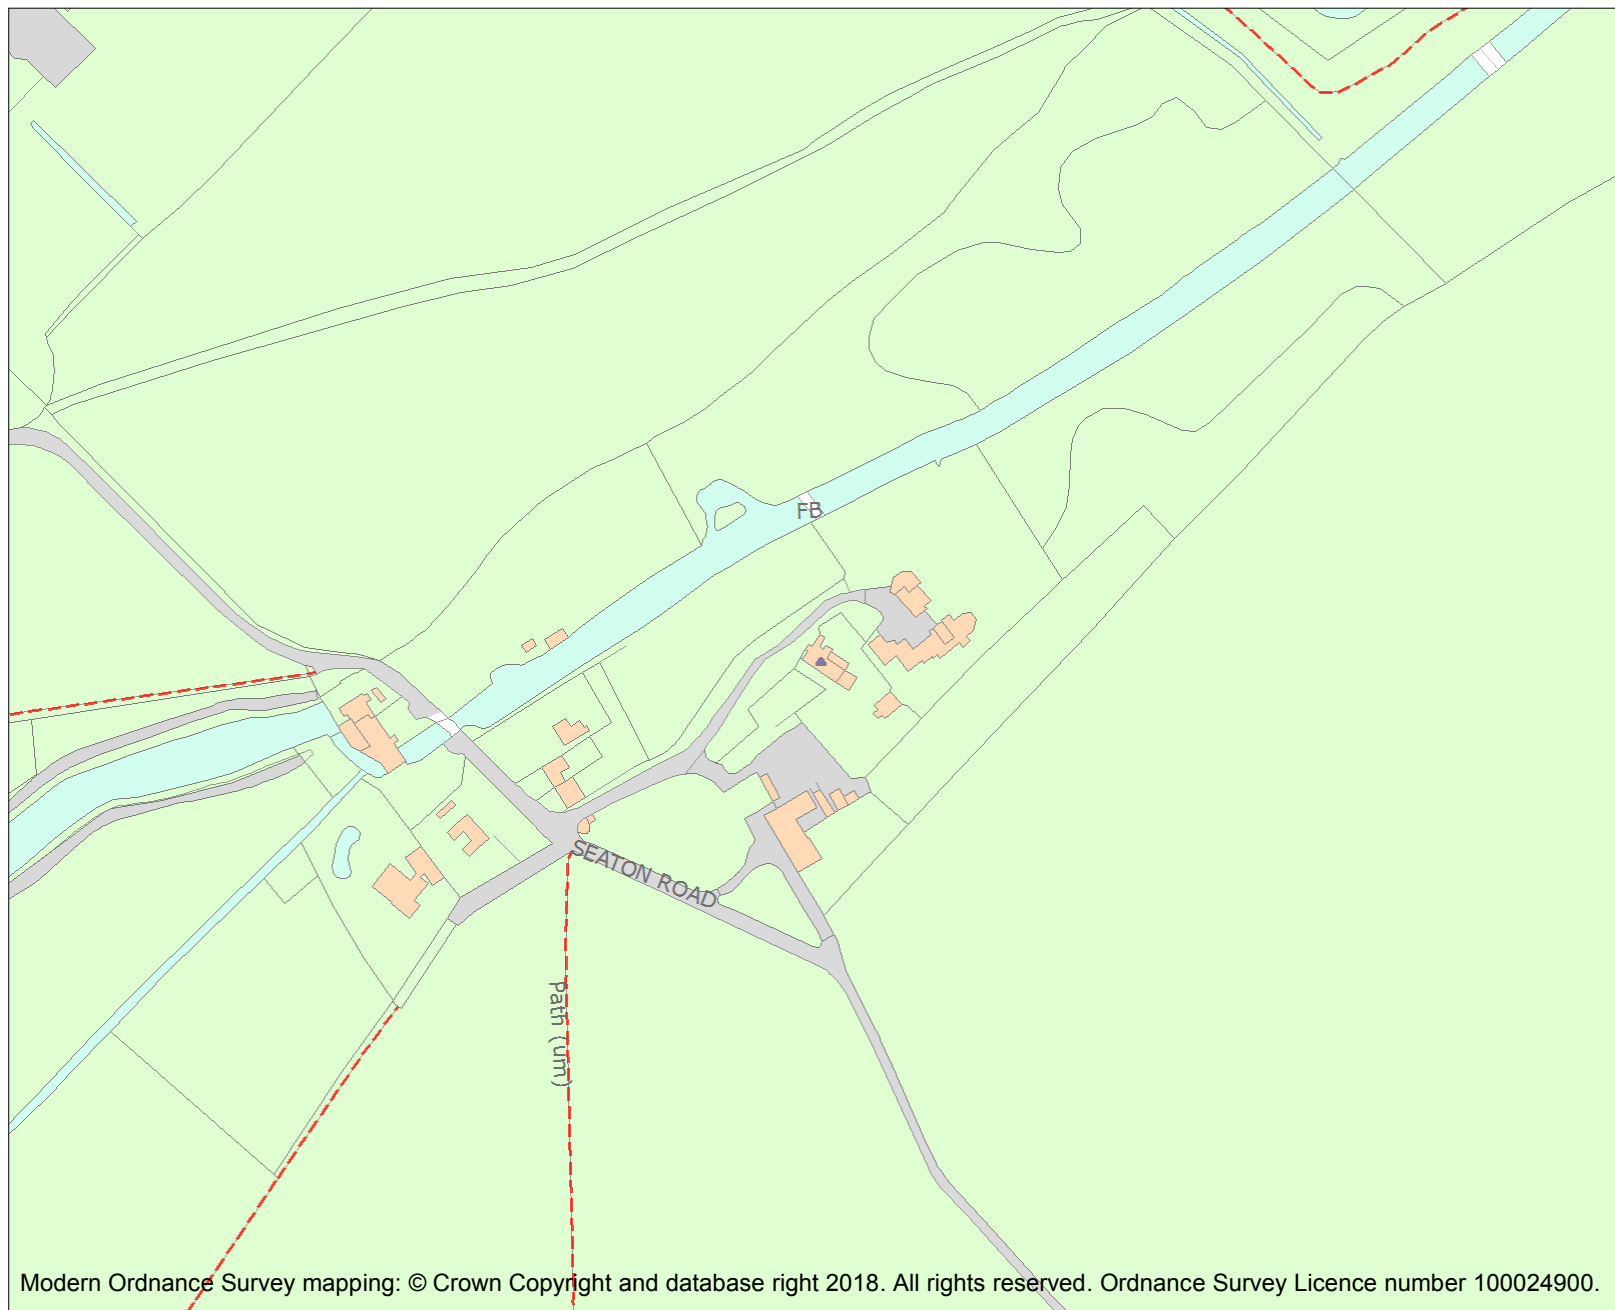 FB
SEATON ROAD
Path (um)
Modern Ordnance Survey mapping: © Crown Copyright and database right 2018. All rights reserved. Ordnance Survey Licence number 100024900.